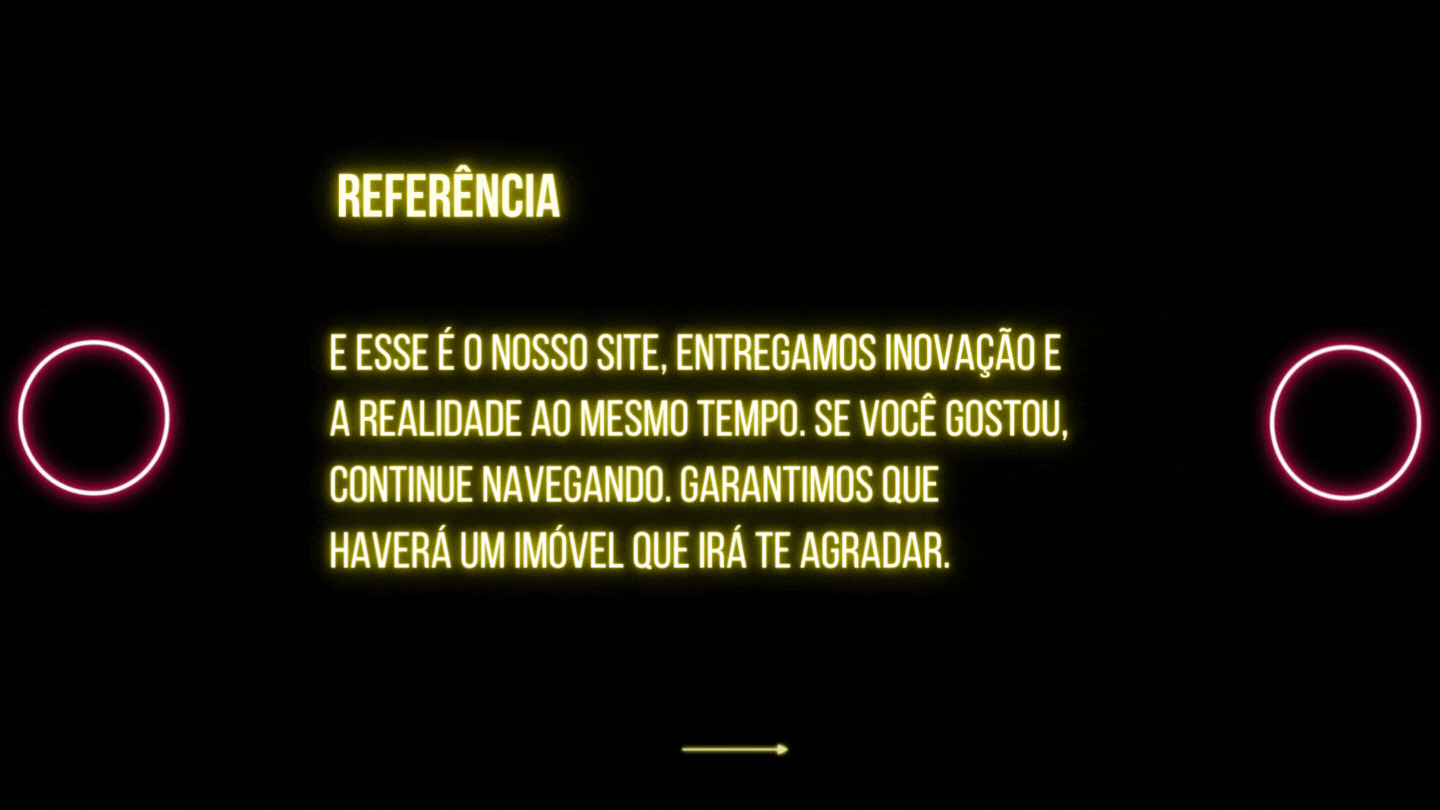 REFERÊNCIA
E ESSE É O NOSSO SITE, ENTREGAMOS INOVAÇÃO E
A REALIDADE AO MESMO TEMPO. SE VOCÊ GOSTOU,
CONTINUE NAVEGANDO. GARANTIMOS QUE
HAVERÁ UM IMÓVEL QUE IRÁ TE AGRADAR.